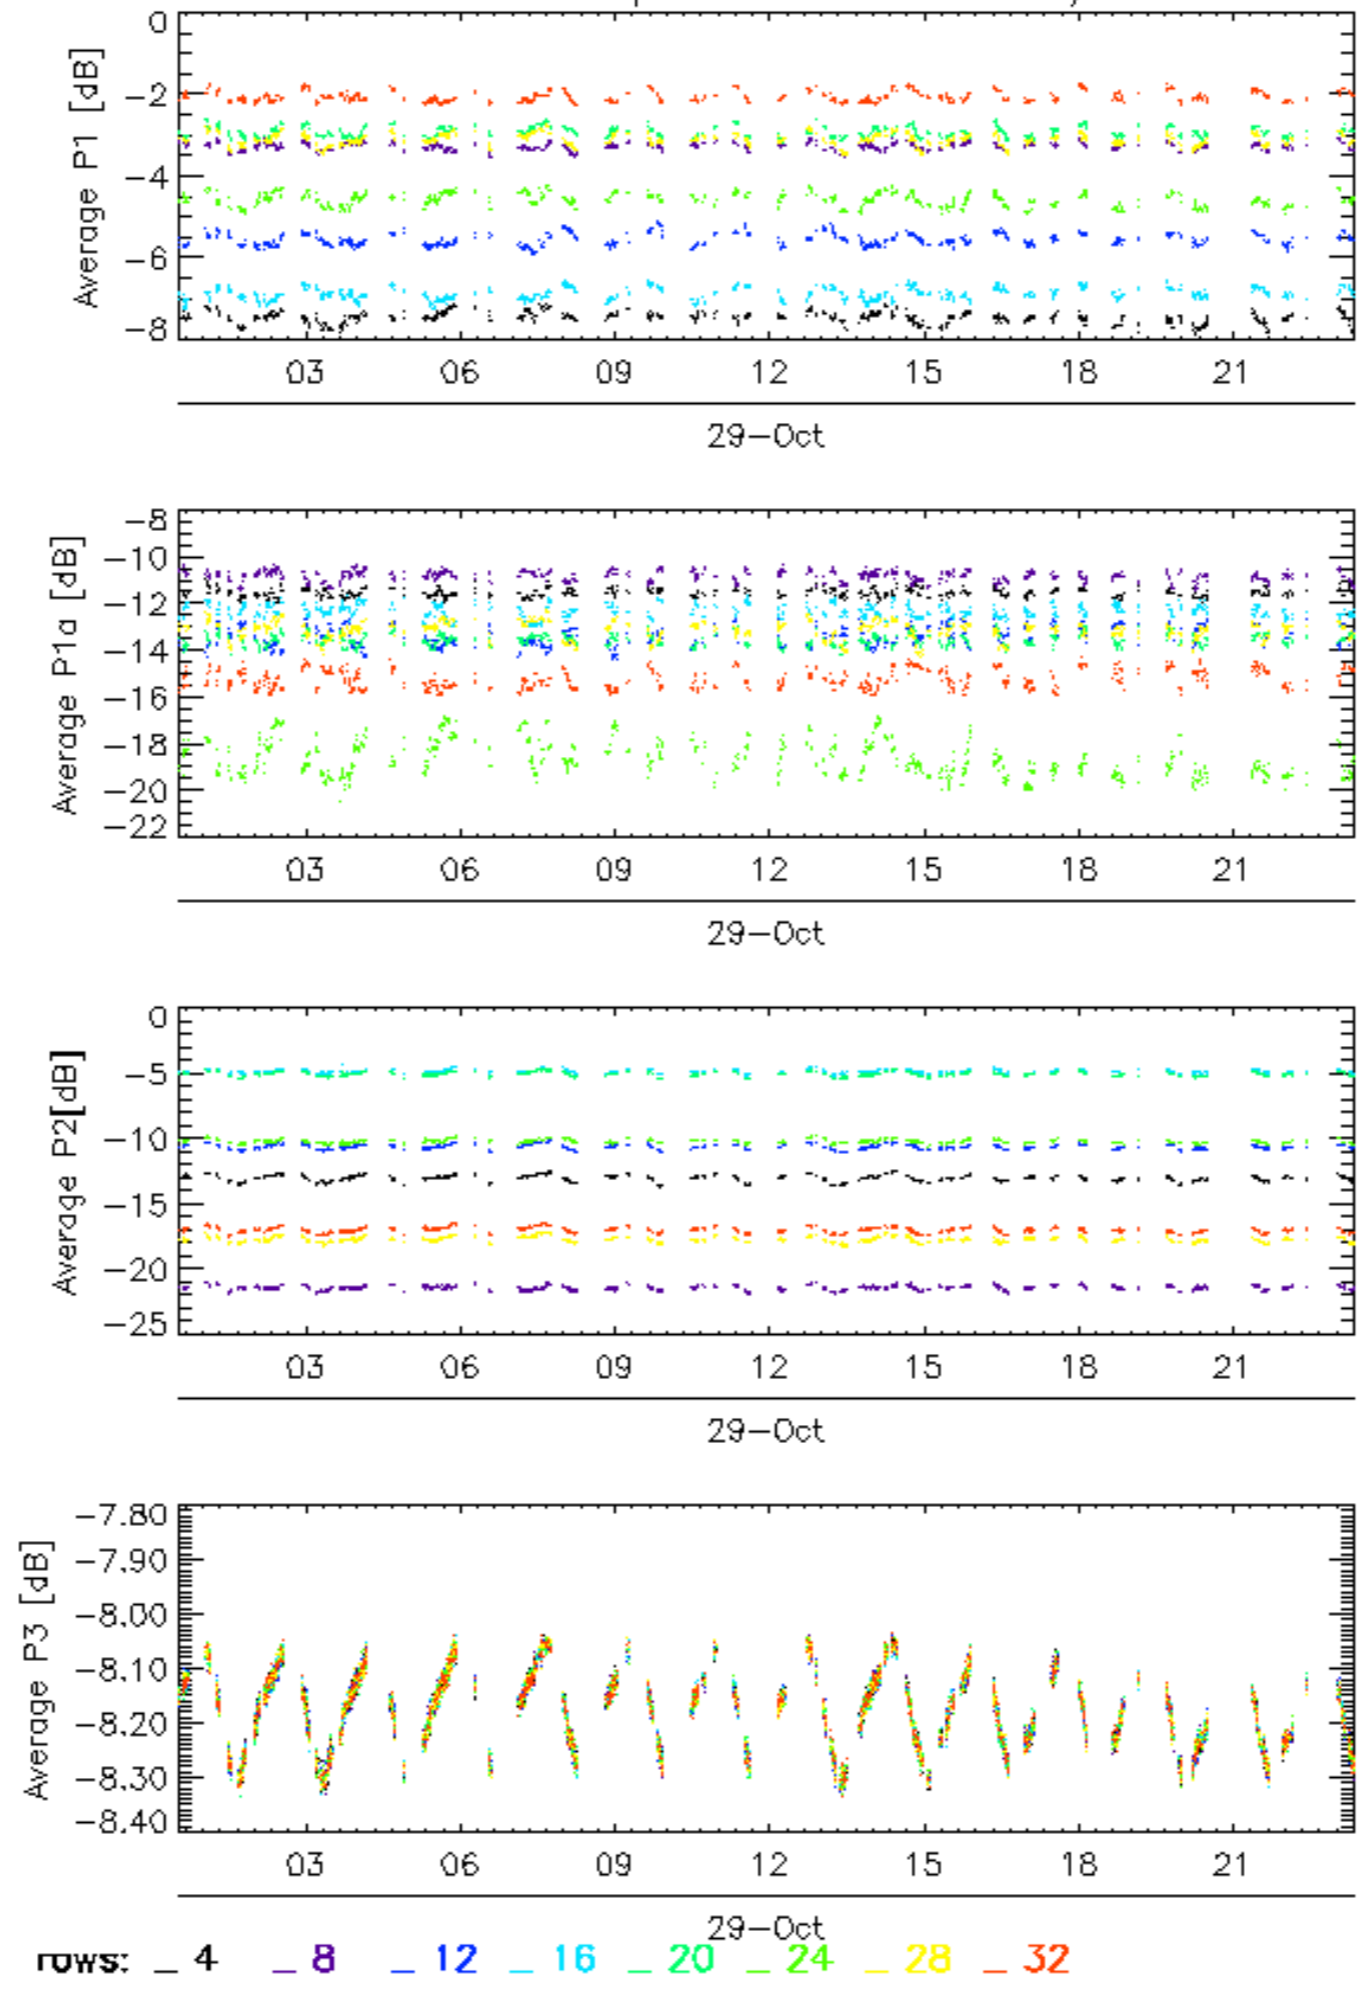 0
−2
−4
−6
−8
Average P1 [dB]
03 06 09 12 15 18 21
29−Oct
−8
−10
−12
−14
−16
−18
−20
−22
Average P1a [dB]
03 06 09 12 15 18 21
29−Oct
0
−5
−10
−15
−20
−25
Average P2[dB]
03 06 09 12 15 18 21
29−Oct
−7.80
−7.90
−8.00
−8.10
−8.20
−8.30
−8.40
Average P3 [dB]
03 06 09 12 15 18 21
29−Oct
rows: _ 4 _ 8 _ 12 _ 16 _ 20 _ 24 _ 28 _ 32